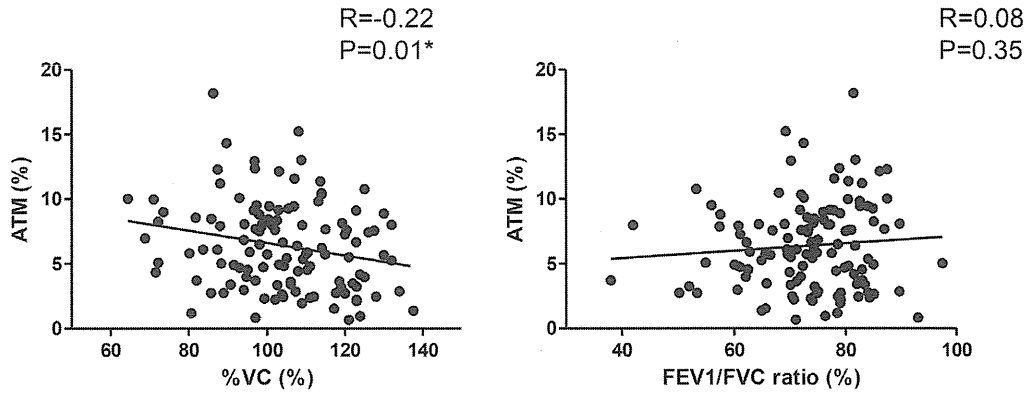 R=-0.22
P=0.01*
20
15
10
5
0
ATM (%)
60 80 100 120 140
%VC (%)
R=0.08
P=0.35
20
15
10
5
0
ATM (%)
40 60 80 100
FEV1/FVC ratio (%)